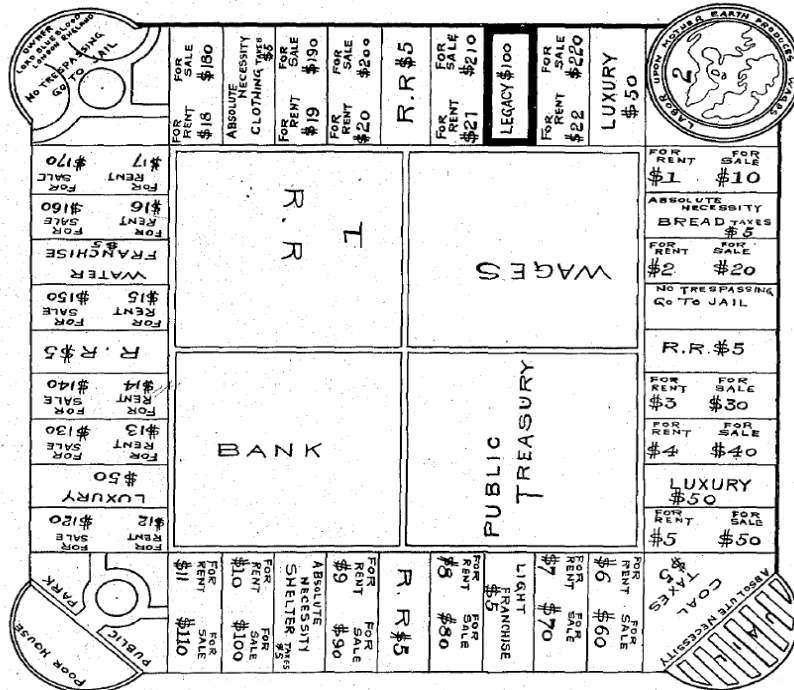 OWNER
LORD BLUEBLOOD
LONDON ENGLAND
NO TRESPASSING
GO TO JAIL
FOR SALE $180
FOR RENT $18
ABSOLUTE NECESSITY
CLOTHING TAXES $5
FOR SALE $190
FOR RENT $19
FOR SALE $200
FOR RENT $20
R.R $5
FOR SALE $210
FOR RENT $21
LEGACY $100
FOR SALE $220
FOR RENT $22
LUXURY
$50
LABOR UPON MOTHER EARTH PRODUCES WAGES
2
FOR RENT FOR SALE
$1 $10
ABSOLUTE
NECESSITY
BREAD TAXES
$5
FOR RENT FOR SALE
$2 $20
NO TRESPASSING
GO TO JAIL
R.R. $5
FOR RENT FOR SALE
$3 $30
FOR RENT FOR SALE
$4 $40
LUXURY
$50
FOR RENT FOR SALE
$5 $50
ABSOLUTE NECESSITY
COAL
TAXES
$5
JAIL
FOR RENT FOR SALE
$6 $60
FOR RENT FOR SALE
$7 $70
LIGHT
FRANCHISE
$5
FOR RENT FOR SALE
$8 $80
R.R $5
FOR RENT FOR SALE
$9 $90
ABSOLUTE
NECESSITY
SHELTER TAXES
$5
FOR RENT FOR SALE
$10 $100
FOR RENT FOR SALE
$11 $110
PUBLIC
PARK
POOR HOUSE
FOR RENT FOR SALE
$12 $120
LUXURY
$50
FOR RENT FOR SALE
$13 $130
FOR RENT FOR SALE
$14 $140
R.R $5
FOR RENT FOR SALE
$15 $150
WATER
FRANCHISE
$5
FOR RENT FOR SALE
$16 $160
FOR RENT FOR SALE
$17 $170
R.R
T
WAGES
BANK
PUBLIC
TREASURY